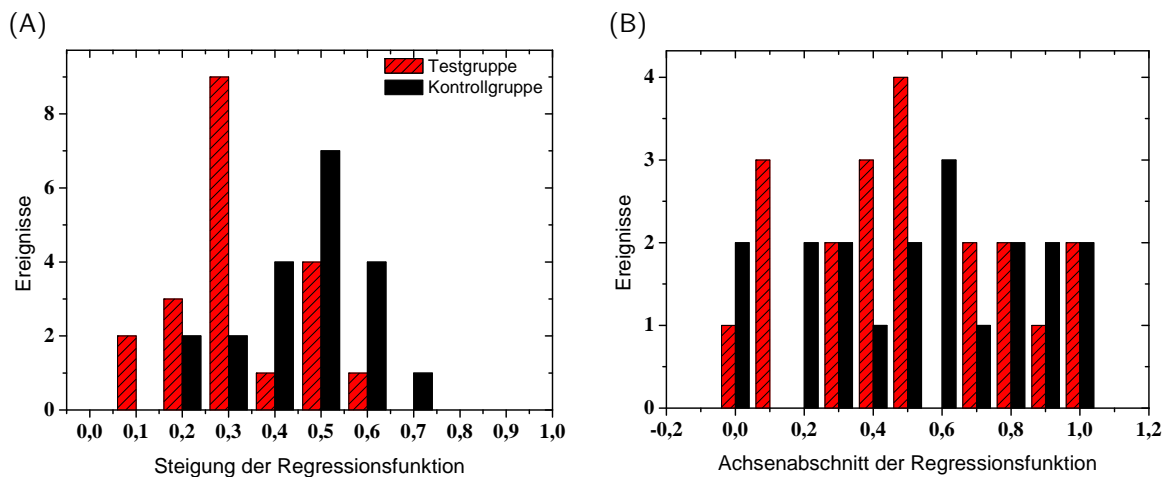 (A)
(B)
Testgruppe
Kontrollgruppe
Ereignisse
8
6
4
2
0
0,0 0,1 0,2 0,3 0,4 0,5 0,6 0,7 0,8 0,9 1,0
Steigung der Regressionsfunktion
Ereignisse
4
3
2
1
0
-0,2 0,0 0,2 0,4 0,6 0,8 1,0 1,2
Achsenabschnitt der Regressionsfunktion